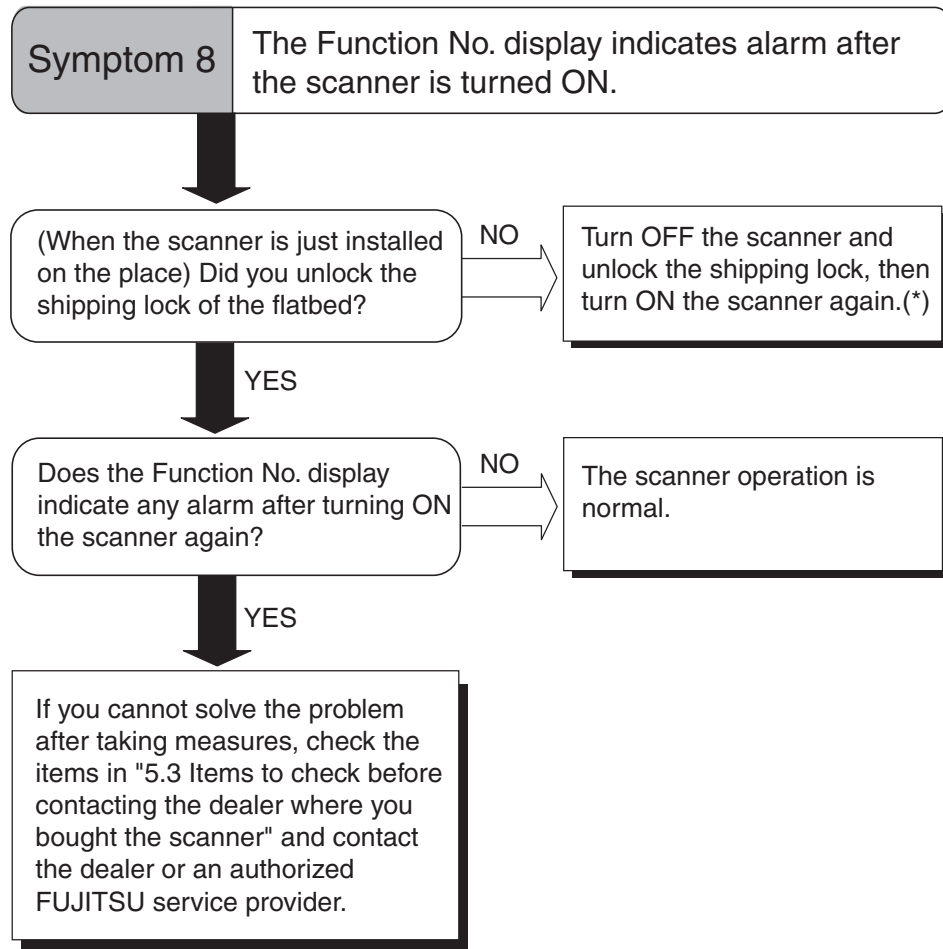 Symptom 8
The Function No. display indicates alarm after
the scanner is turned ON.
(When the scanner is just installed
on the place) Did you unlock the
shipping lock of the flatbed?
NO
Turn OFF the scanner and
unlock the shipping lock, then
turn ON the scanner again.(*)
YES
Does the Function No. display
indicate any alarm after turning ON
the scanner again?
NO
The scanner operation is
normal.
YES
If you cannot solve the problem
after taking measures, check the
items in "5.3 Items to check before
contacting the dealer where you
bought the scanner" and contact
the dealer or an authorized
FUJITSU service provider.